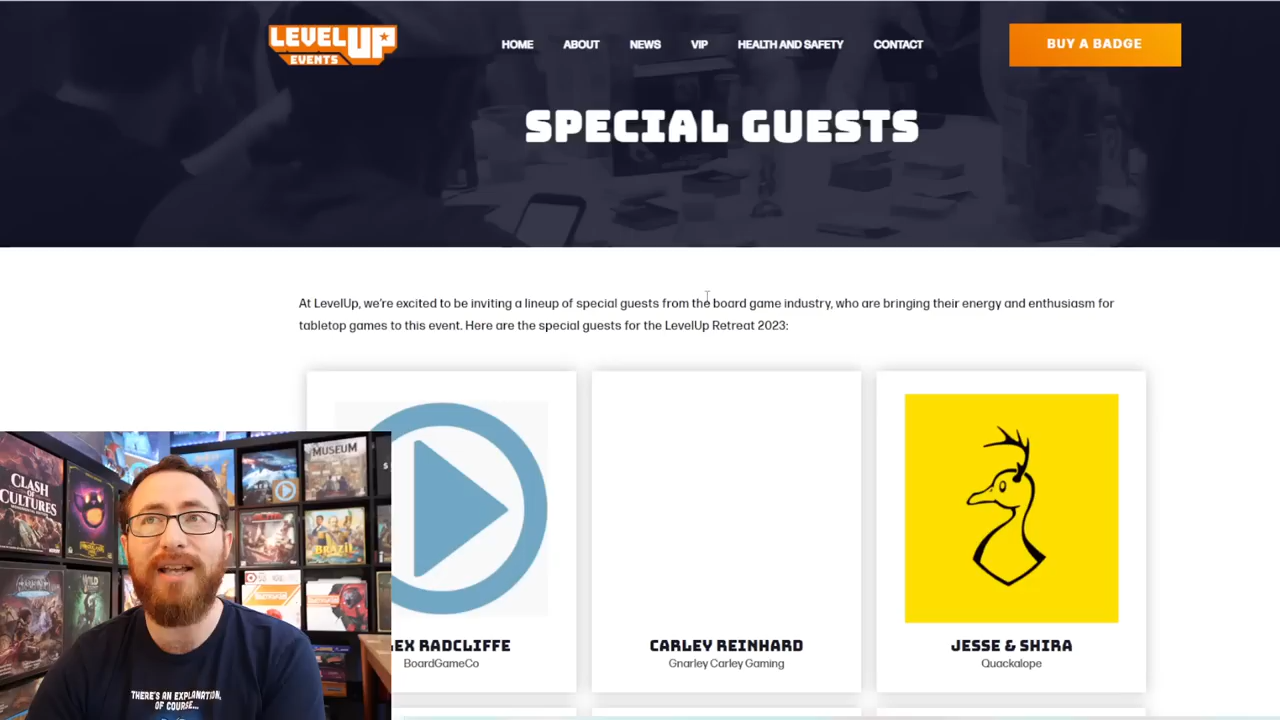 LEVELUP
EVENTS
HOME ABOUT NEWS VIP HEALTH AND SAFETY CONTACT
BUY A BADGE
SPECIAL GUESTS
At LevelUp, we're excited to be inviting a lineup of special guests from the board game industry, who are bringing their energy and enthusiasm for
tabletop games to this event. Here are the special guests for the LevelUp Retreat 2023:
EX RADCLIFFE
BoardGameCo
CARLEY REINHARD
Gnarley Carley Gaming
JESSE & SHIRA
Quackalope
CLASH
OF
CULTURES
MUSEUM
BRAZIL
WILD
THERE'S AN EXPLANATION,
OF COURSE...